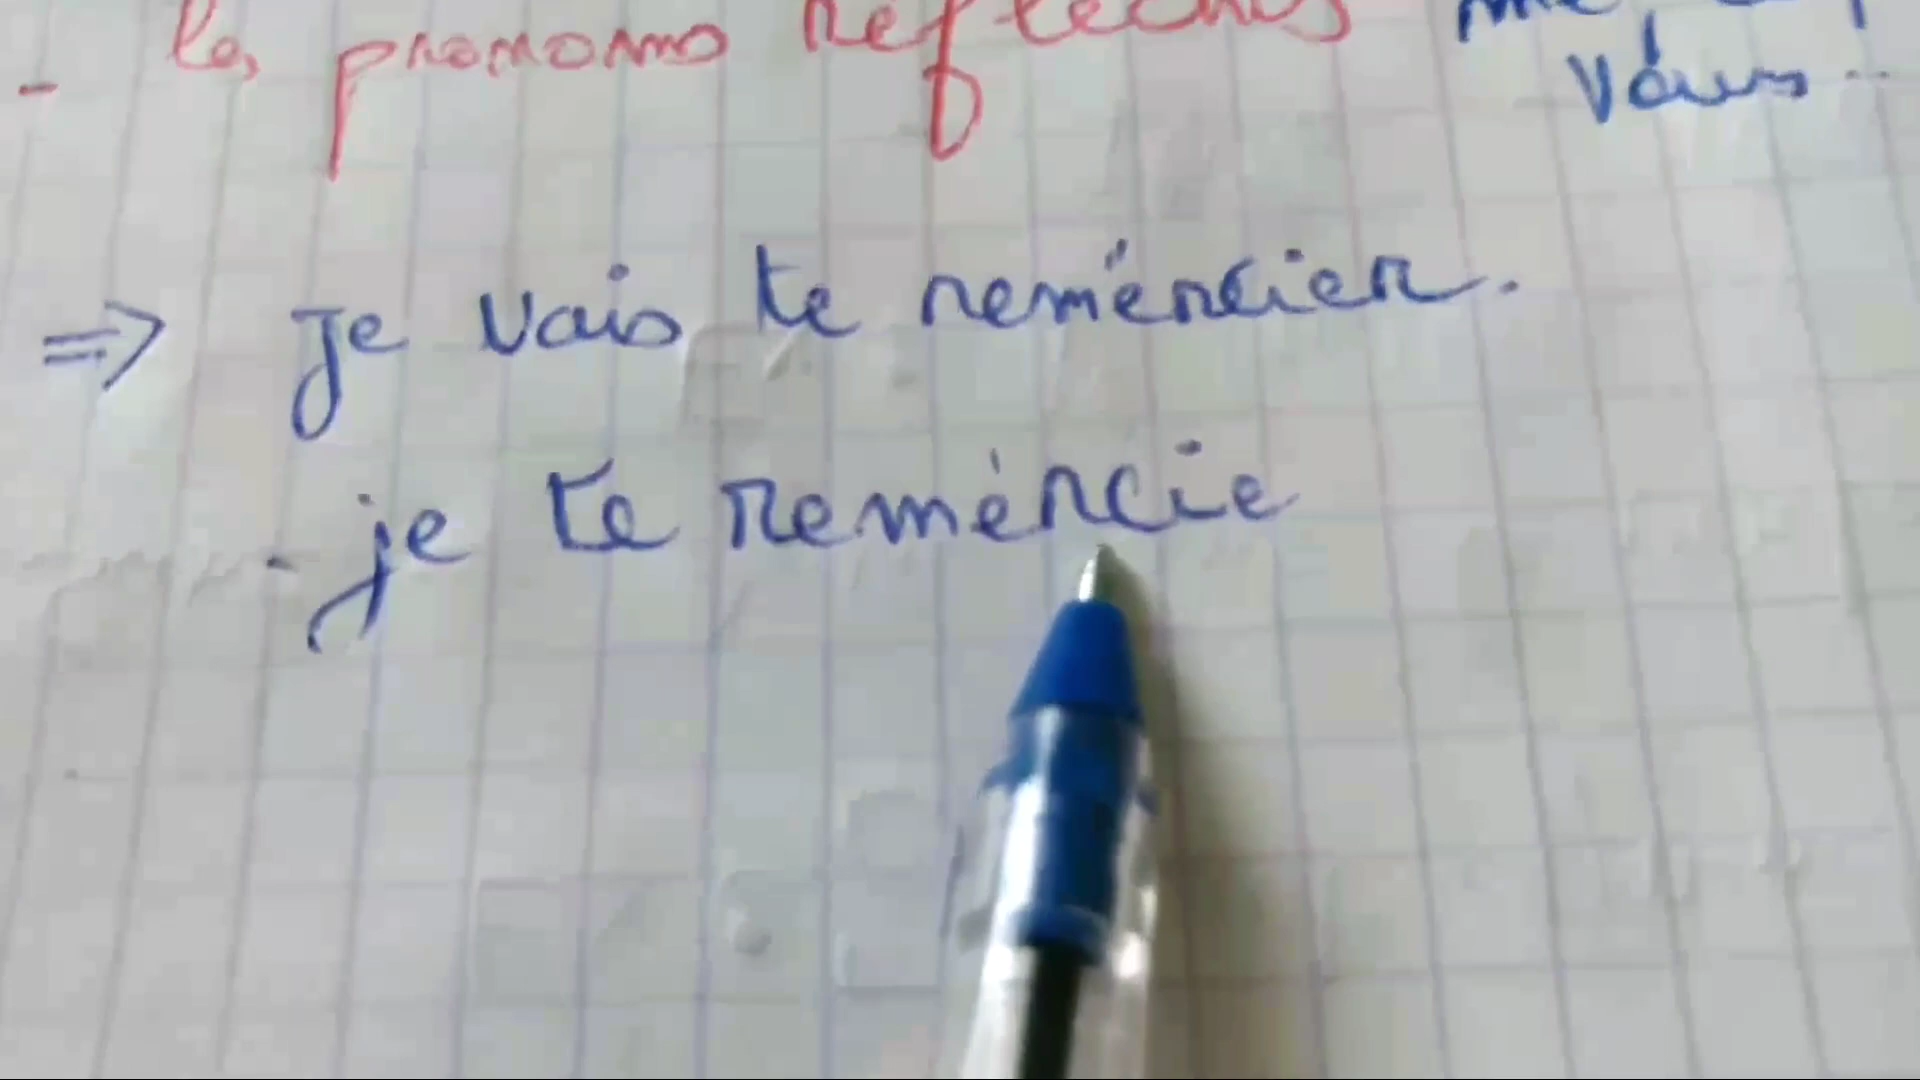 - les pronoms Réfléchis me,
vous..
=> Je vais te remércier.
- je te remércie